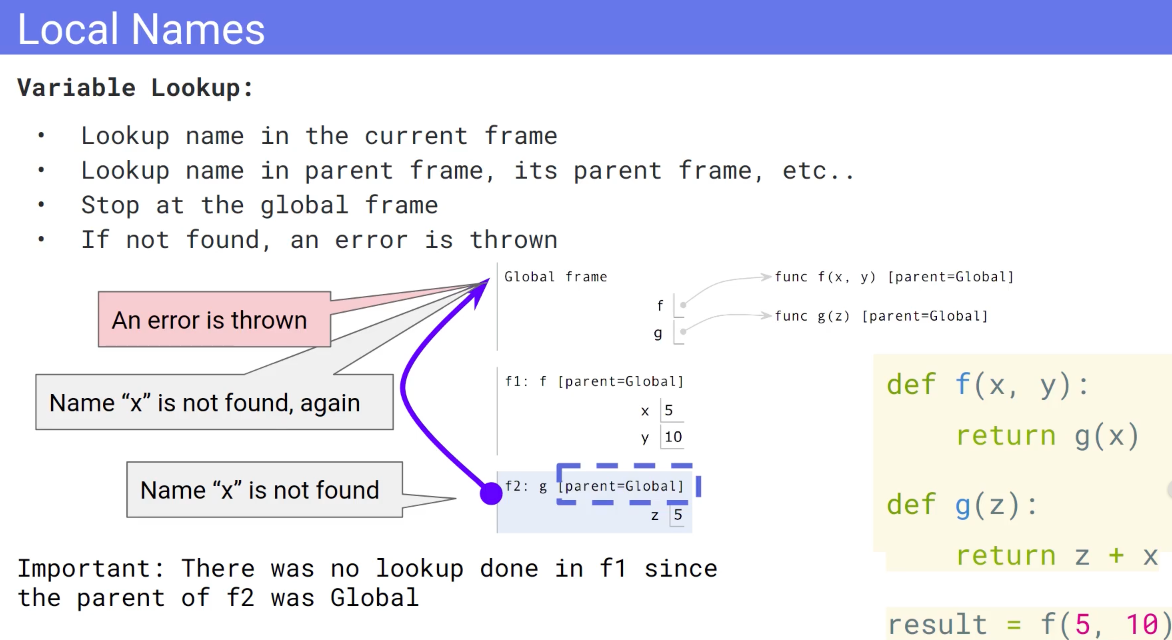 Local Names
Variable Lookup:
• Lookup name in the current frame
• Lookup name in parent frame, its parent frame, etc..
• Stop at the global frame
• If not found, an error is thrown
An error is thrown
Name “x” is not found, again
Name “x” is not found
Global frame
f
g
func f(x, y) [parent=Global]
func g(z) [parent=Global]
f1: f [parent=Global]
x 5
y 10
f2: g [parent=Global]
z 5
def f(x, y):
return g(x)
def g(z):
return z + x
result = f(5, 10)
Important: There was no lookup done in f1 since
the parent of f2 was Global